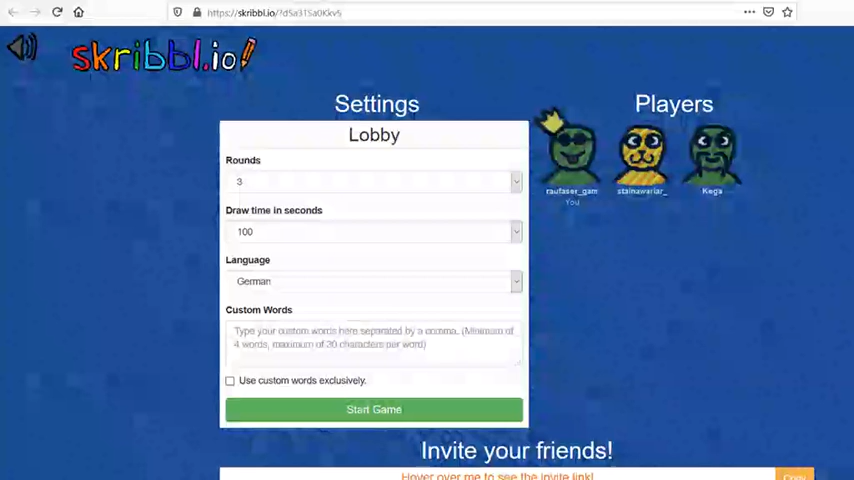 https://skribbl.io/?d5a315a0Kkv5
skribbl.io
Settings
Players
Lobby
Rounds
3
raufaser_gam
stainawariar_
Kega
You
Draw time in seconds
100
Language
German
Custom Words
Type your custom words here separated by a comma. (Minimum of
4 words, maximum of 30 characters per word)
Use custom words exclusively.
Start Game
Invite your friends!
Hover over me to see the invite link!
Copy